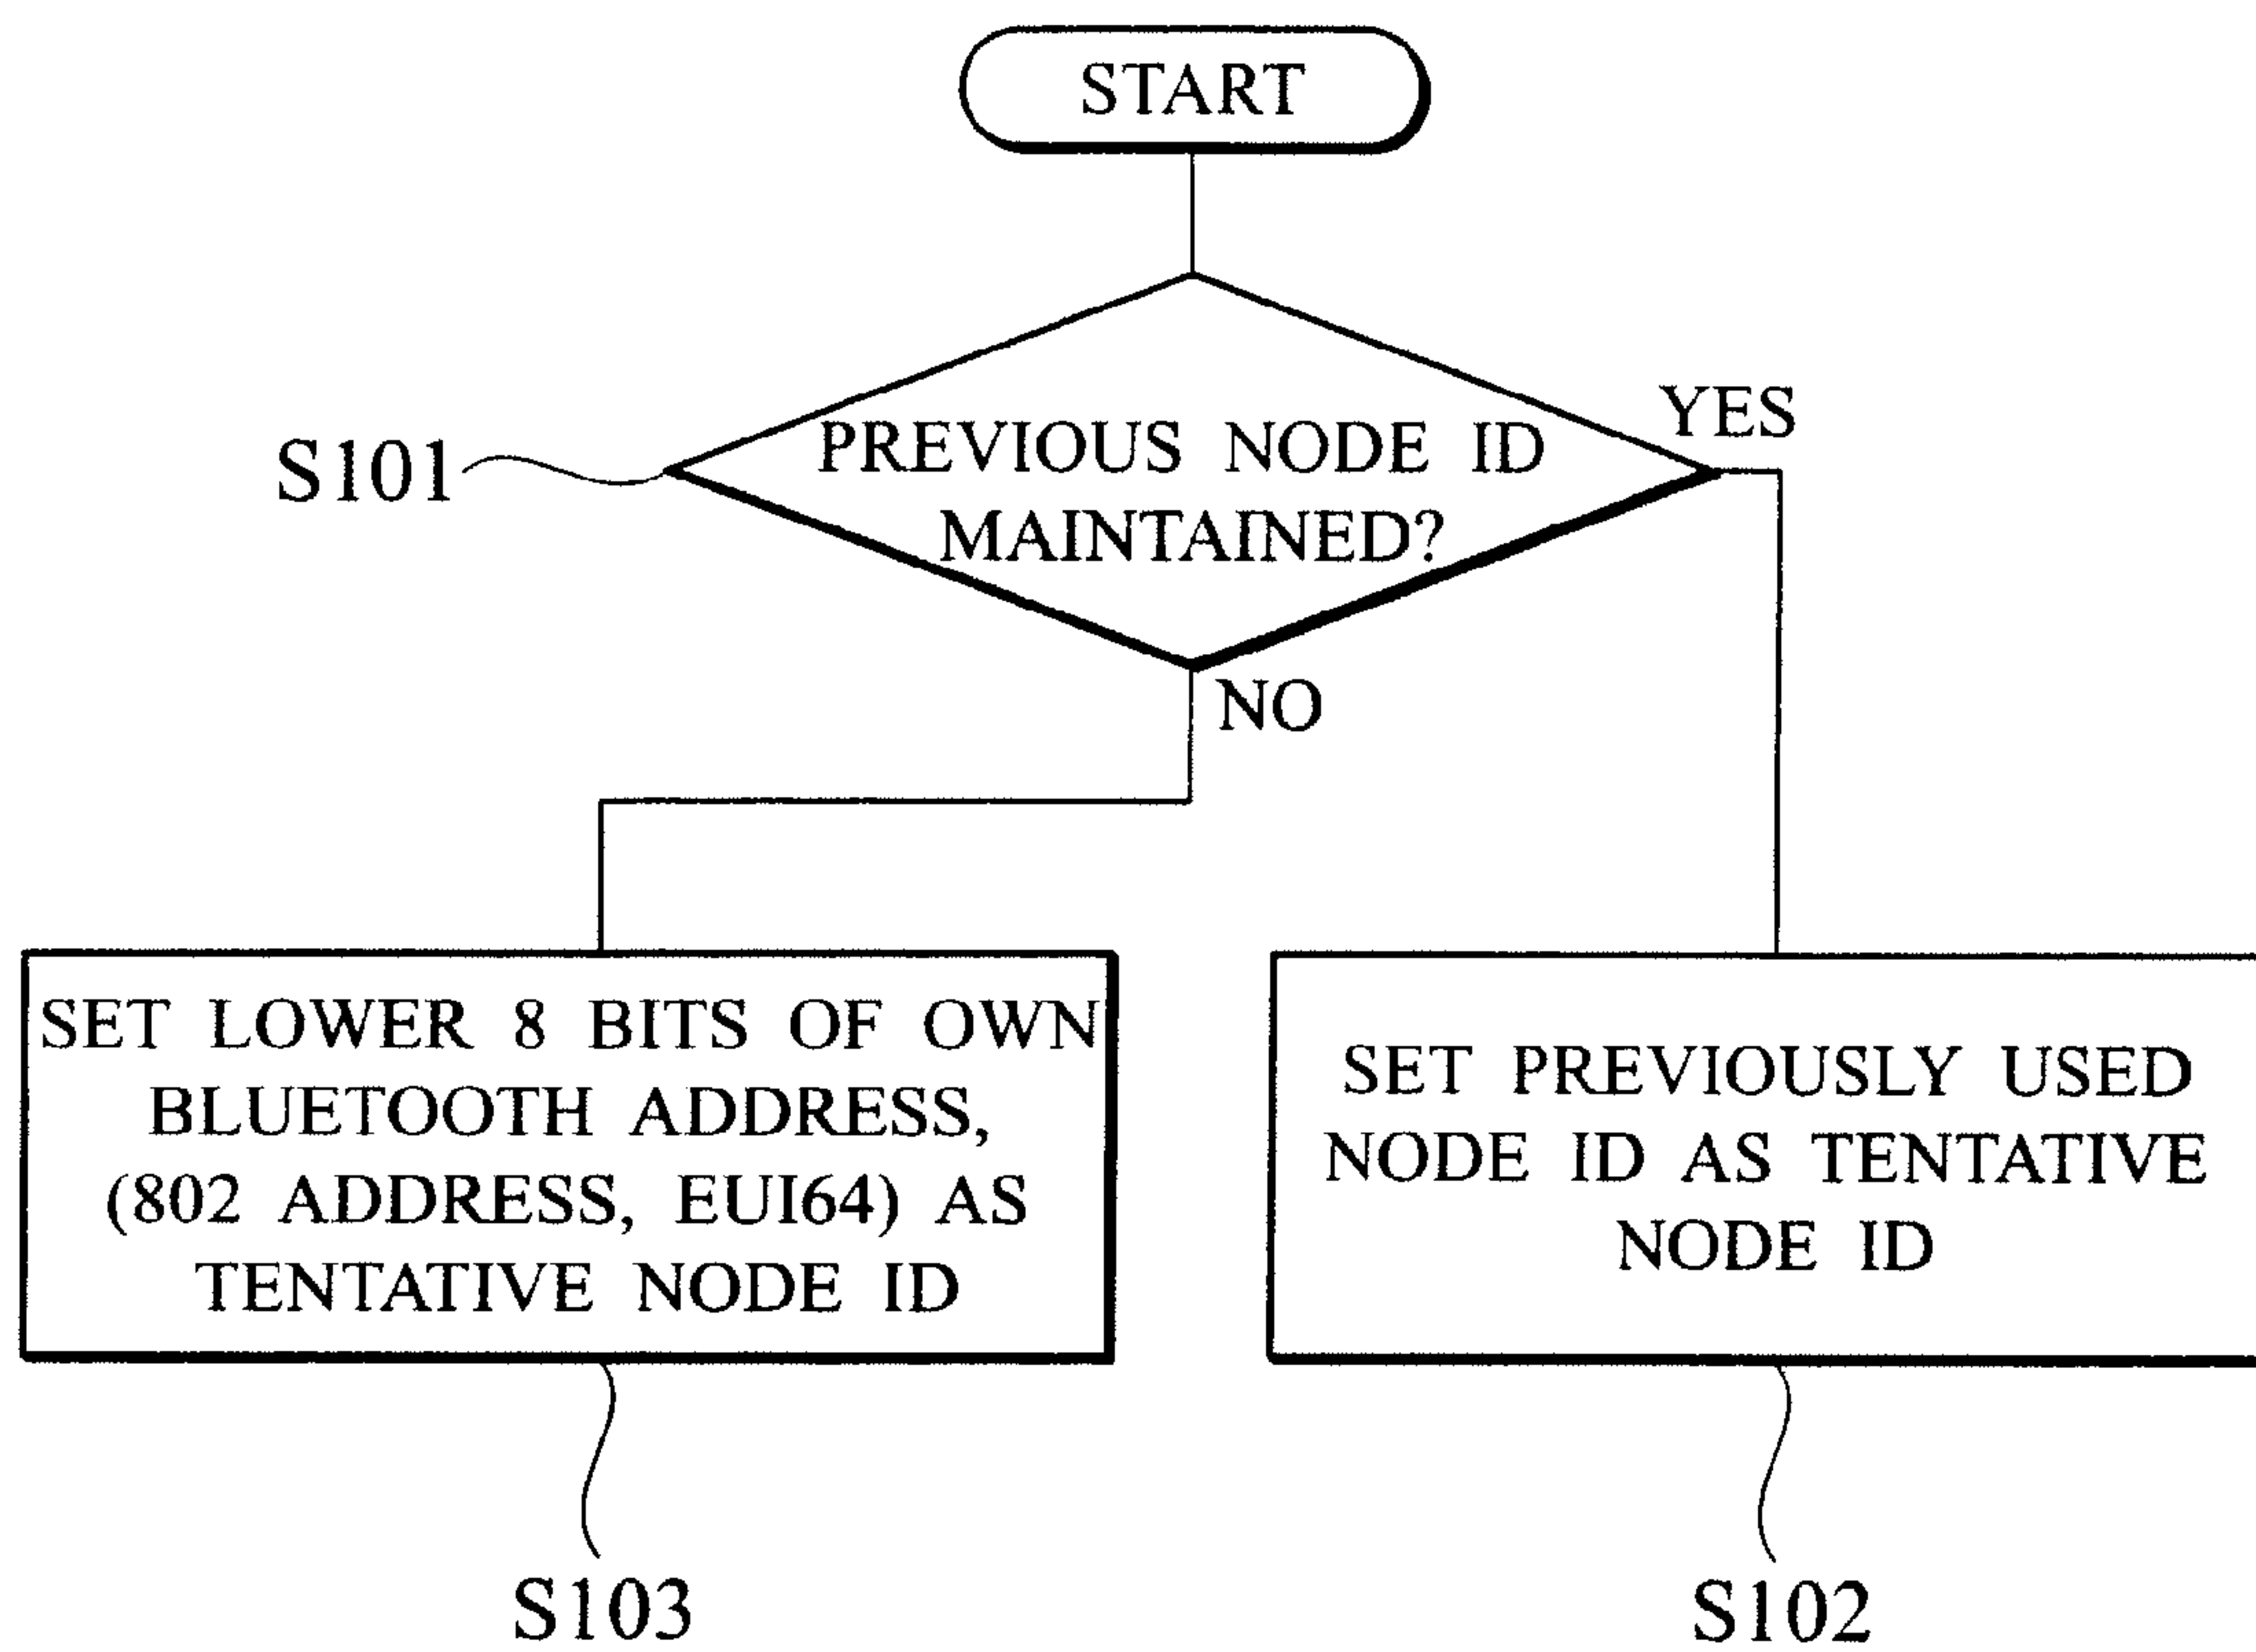 START
YES
PREVIOUS NODE ID
S101
MAINTAINED?
NO
SET LOWER 8 BITS OF OWN
BLUETOOTH ADDRESS,
(802 ADDRESS, EUI64) AS
TENTATIVE NODE ID
SET PREVIOUSLY USED
NODE ID AS TENTATIVE
NODE ID
S103
S102